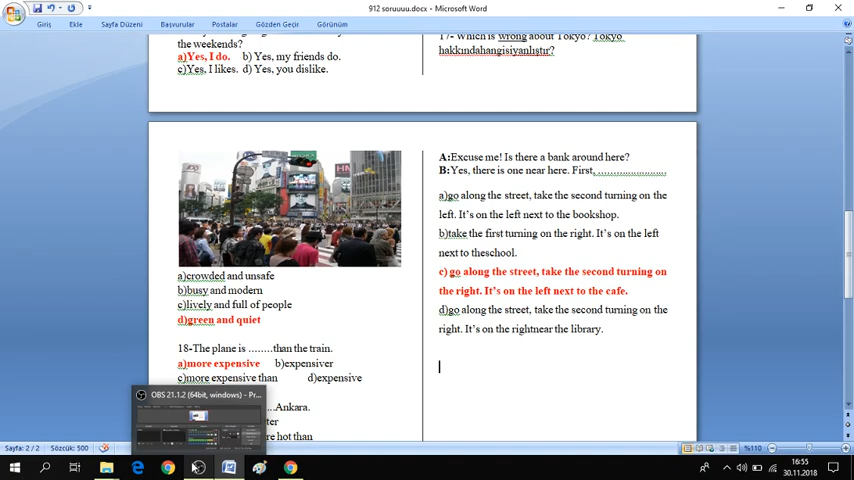 912 soruuuu.docx - Microsoft Word
Giriş Ekle Sayfa Düzeni Başvurular Postalar Gözden Geçir Görünüm
the weekends?
a)Yes, I do. b) Yes, my friends do.
c)Yes, I likes. d) Yes, you dislike.
17- Which is wrong about Tokyo? Tokyo
hakkındahangisiyanlıştır?
a)crowded and unsafe
b)busy and modern
c)lively and full of people
d)green and quiet
18-The plane is ........than the train.
a)more expensive b)expensiver
c)more expensive than d)expensive
...Ankara.
re hot than
A:Excuse me! Is there a bank around here?
B:Yes, there is one near here. First, ........................
a)go along the street, take the second turning on the
left. It's on the left next to the bookshop.
b)take the first turning on the right. It's on the left
next to theschool.
c) go along the street, take the second turning on
the right. It's on the left next to the cafe.
d)go along the street, take the second turning on the
right. It's on the rightnear the library.
OBS 21.1.2 (64bit, windows) - Pr...
Sayfa: 2 / 2 Sözcük: 500 %110
16:55
30.11.2018